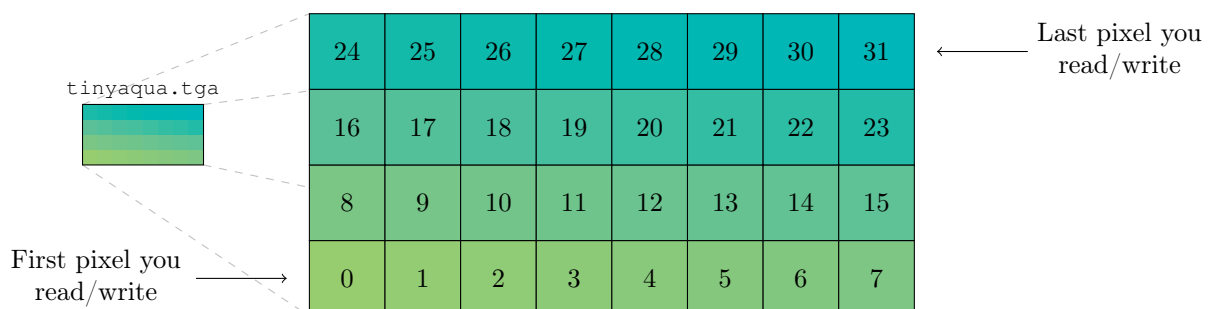 Last pixel you
read/write
24 25 26 27 28 29 30 31
tinyaqua.tga
16 17 18 19 20 21 22 23
8 9 10 11 12 13 14 15
First pixel you
read/write
0 1 2 3 4 5 6 7